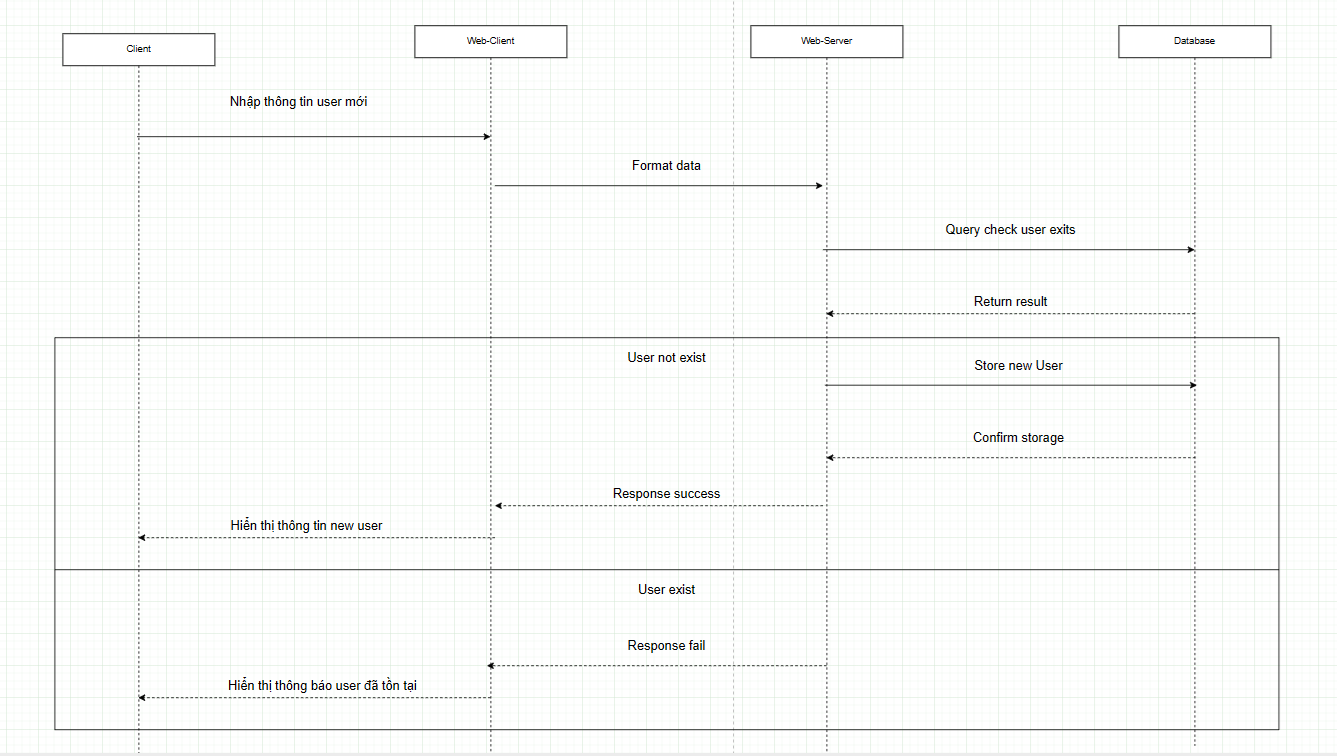 Client
Web-Client
Web-Server
Database
Nhập thông tin user mới
Format data
Query check user exits
Return result
User not exist
Store new User
Confirm storage
Response success
Hiển thị thông tin new user
User exist
Response fail
Hiển thị thông báo user đã tồn tại